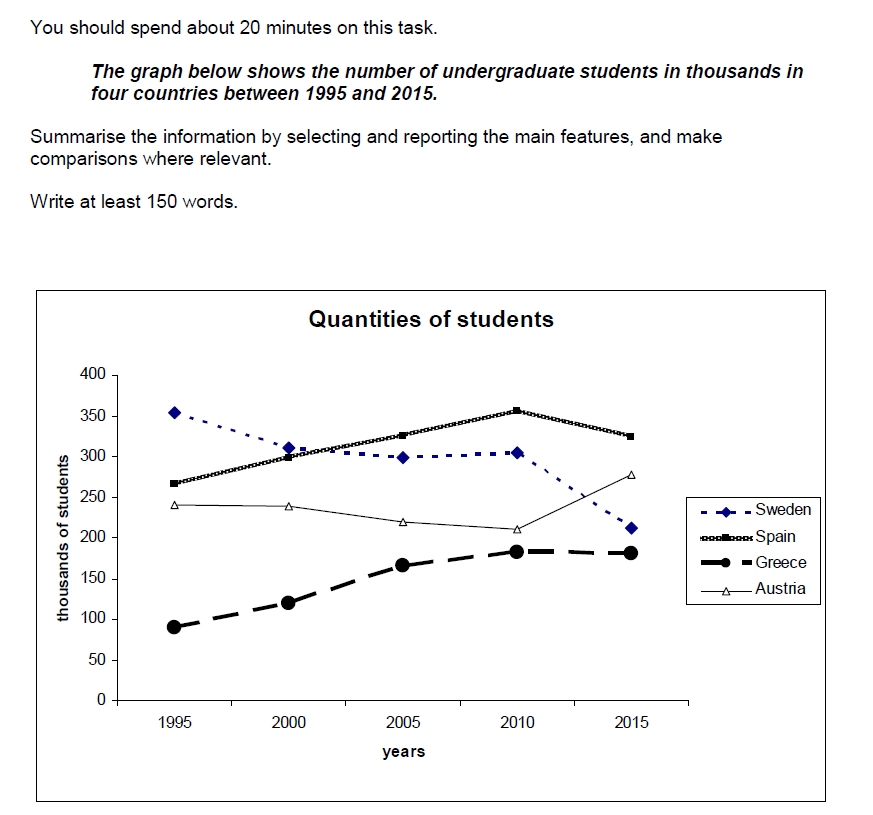 You should spend about 20 minutes on this task.
The graph below shows the number of undergraduate students in thousands in
four countries between 1995 and 2015.
Summarise the information by selecting and reporting the main features, and make
comparisons where relevant.
Write at least 150 words.
Quantities of students
400
350
300
250
200
150
100
50
0
thousands of students
1995 2000 2005 2010 2015
years
Sweden
Spain
Greece
Austria